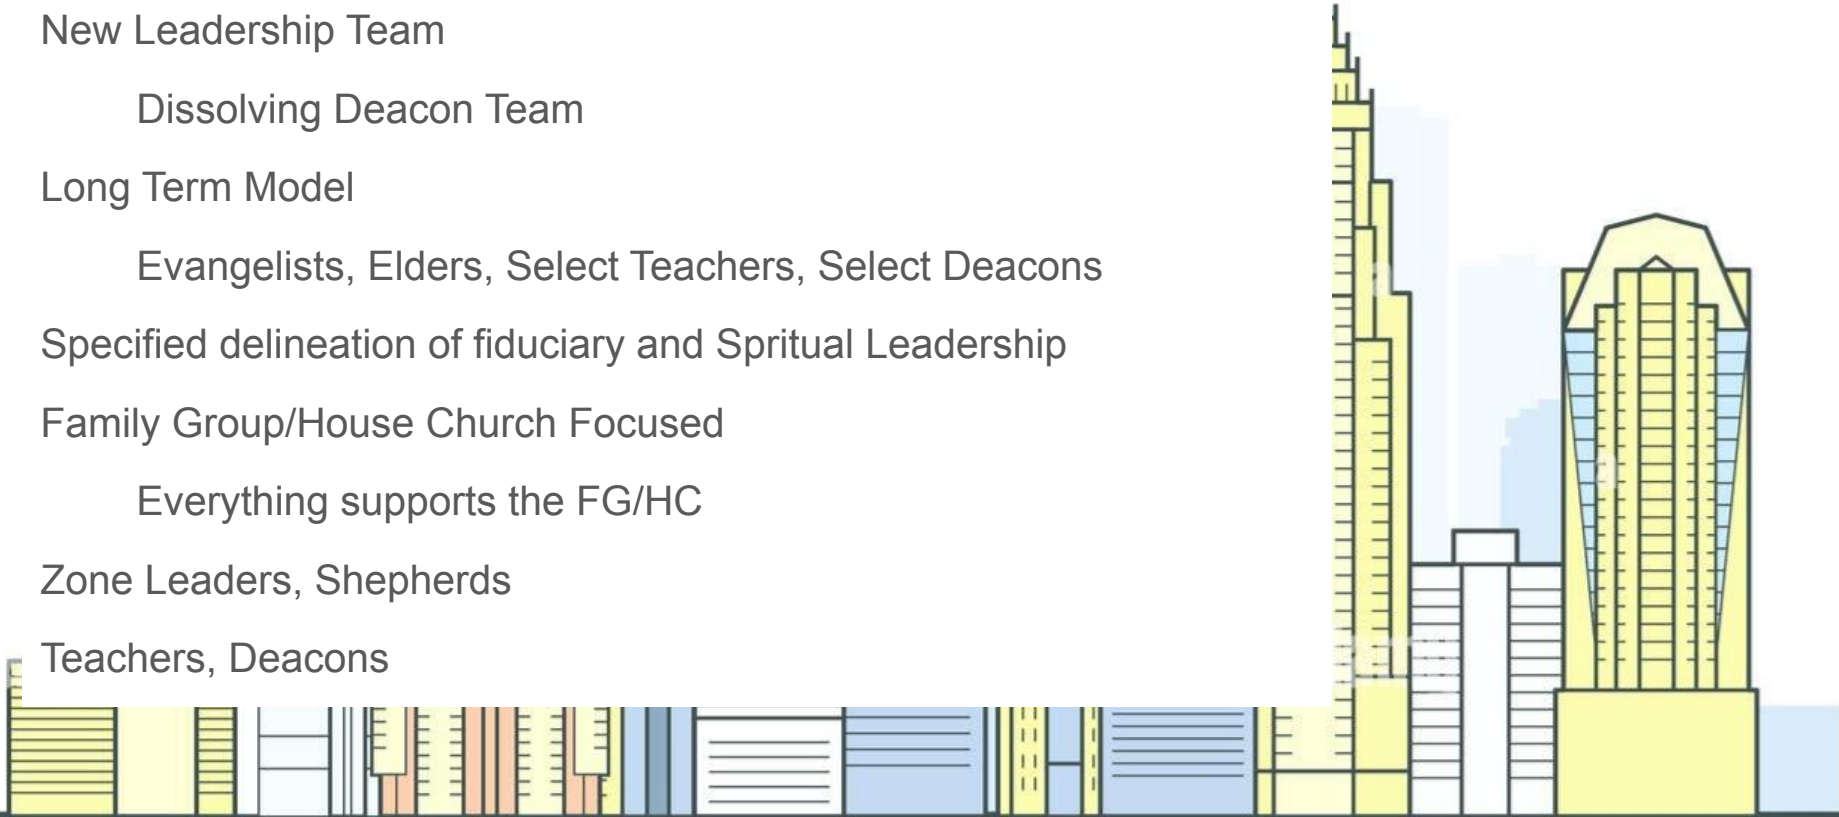 New Leadership Team
Dissolving Deacon Team
Long Term Model
Evangelists, Elders, Select Teachers, Select Deacons
Specified delineation of fiduciary and Spritual Leadership
Family Group/House Church Focused
Everything supports the FG/HC
Zone Leaders, Shepherds
Teachers, Deacons